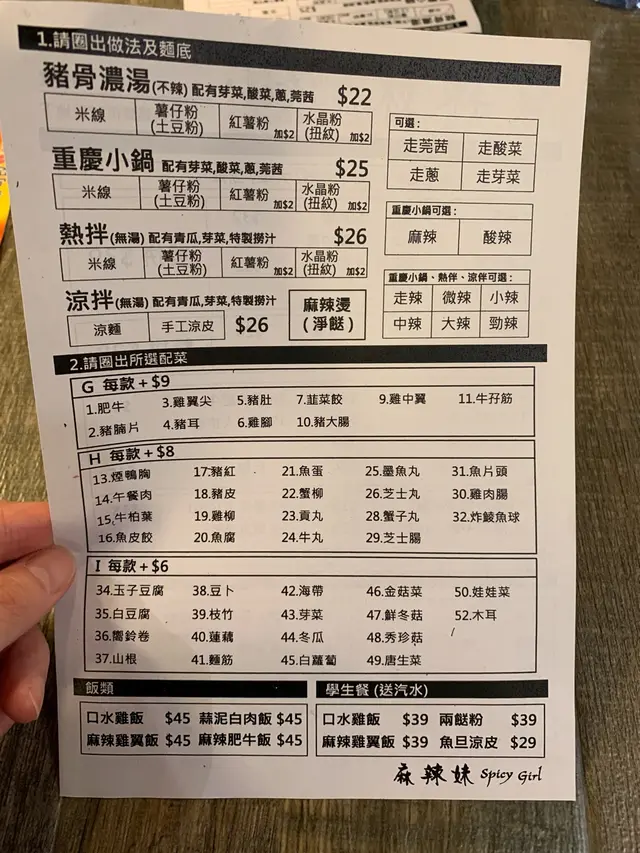 1.請圈出做法及麵底
豬骨濃湯(不辣) 配有芽菜,酸菜,蔥,莞茜 $22
米線 薯仔粉(土豆粉) 紅薯粉 加$2 水晶粉(扭紋) 加$2
重慶小鍋 配有芽菜,酸菜,蔥,莞茜 $25
米線 薯仔粉(土豆粉) 紅薯粉 加$2 水晶粉(扭紋) 加$2
熱拌(無湯) 配有青瓜,芽菜,特製撈汁 $26
米線 薯仔粉(土豆粉) 紅薯粉 加$2 水晶粉(扭紋) 加$2
涼拌(無湯) 配有青瓜,芽菜,特製撈汁
涼麵 手工涼皮 $26
麻辣燙
(淨餸)
可選:
走莞茜 走酸菜
走蔥 走芽菜
重慶小鍋可選:
麻辣 酸辣
重慶小鍋、熱伴、涼伴可選:
走辣 微辣 小辣
中辣 大辣 勁辣
2.請圈出所選配菜
G 每款+$9
1.肥牛 3.雞翼尖 5.豬肚 7.韮菜餃 9.雞中翼 11.牛孖筋
2.豬腩片 4.豬耳 6.雞腳 10.豬大腸
H 每款+$8
13.煙鴨胸 17.豬紅 21.魚蛋 25.墨魚丸 31.魚片頭
14.午餐肉 18.豬皮 22.蟹柳 26.芝士丸 30.雞肉腸
15.牛柏葉 19.雞柳 23.貢丸 28.蟹子丸 32.炸鯪魚球
16.魚皮餃 20.魚腐 24.牛丸 29.芝士腸
I 每款+$6
34.玉子豆腐 38.豆卜 42.海帶 46.金菇菜 50.娃娃菜
35.白豆腐 39.枝竹 43.芽菜 47.鮮冬菇 52.木耳
36.嚮鈴卷 40.蓮藕 44.冬瓜 48.秀珍菇
37.山根 41.麵筋 45.白蘿蔔 49.唐生菜
飯類
口水雞飯 $45 蒜泥白肉飯 $45
麻辣雞翼飯 $45 麻辣肥牛飯 $45
學生餐 (送汽水)
口水雞飯 $39 兩餸粉 $39
麻辣雞翼飯 $39 魚旦涼皮 $29
麻辣妹 Spicy Girl